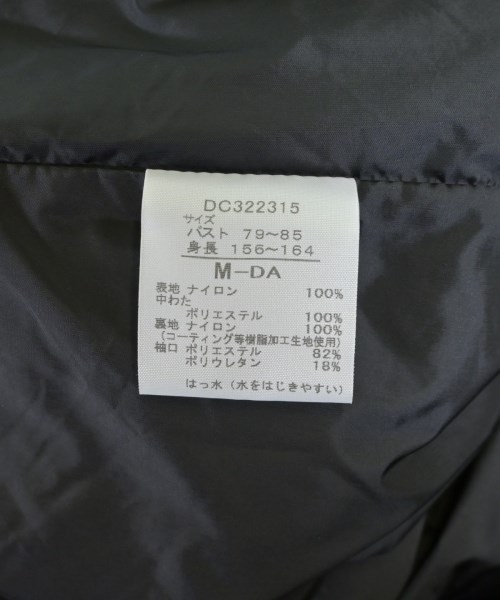 DC322315
サイズ
バスト 79~85
身長 156~164
M-DA
表地 ナイロン 100%
中わた
ポリエステル 100%
裏地 ナイロン 100%
(コーティング等樹脂加工生地使用)
袖口 ポリエステル 82%
ポリウレタン 18%
はっ水 (水をはじきやすい)